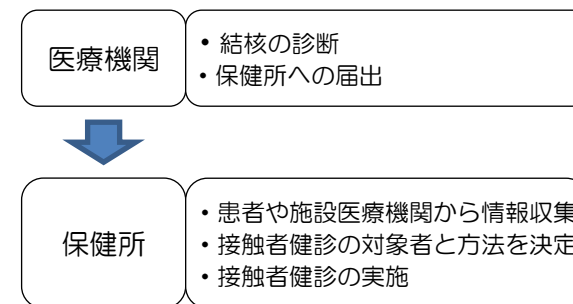 医療機関
・結核の診断
・保健所への届出
保健所
・患者や施設医療機関から情報収集
・接触者健診の対象者と方法を決定
・接触者健診の実施